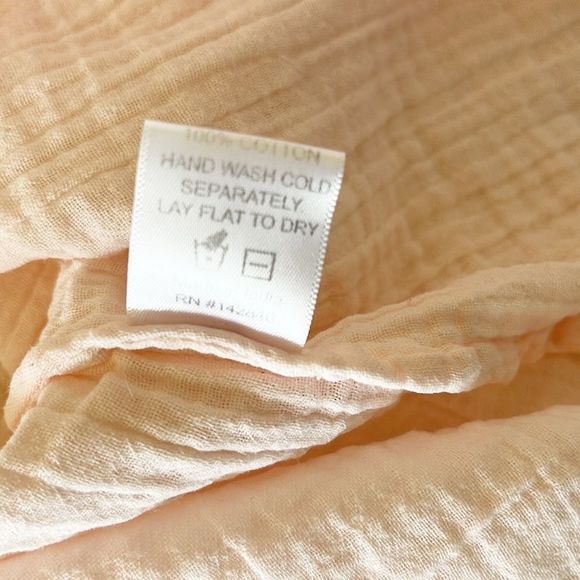 100% COTTON
HAND WASH COLD
SEPARATELY
LAY FLAT TO DRY
RN #142846